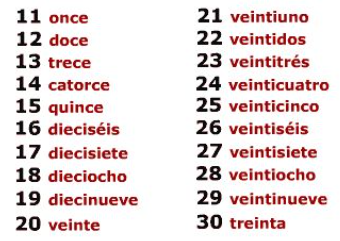 11 once
12 doce
13 trece
14 catorce
15 quince
16 dieciséis
17 diecisiete
18 dieciocho
19 diecinueve
20 veinte
21 veintiuno
22 veintidos
23 veintitrés
24 veinticuatro
25 veinticinco
26 veintiséis
27 veintisiete
28 veintiocho
29 veintinueve
30 treinta